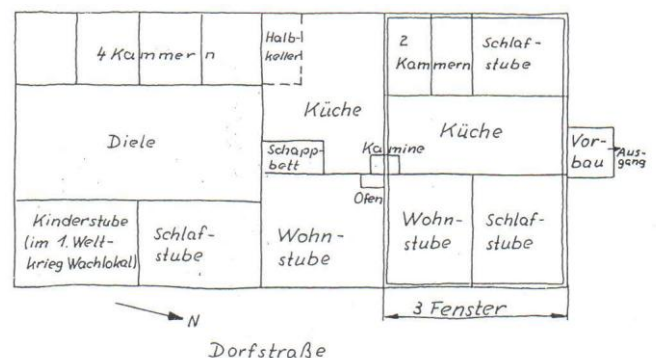 4 Kammern
Halb-
keller
2
Kammern
Schlaf-
stube
Küche
Diele
Küche
Schapp-
bett
Kamine
Vor-
bau
Aus-
gang
Ofen
Kinderstube
(im 1. Welt-
krieg Wachlokal)
Schlaf-
stube
Wohn-
stube
Wohn-
stube
Schlaf-
stube
N
3 Fenster
Dorfstraße